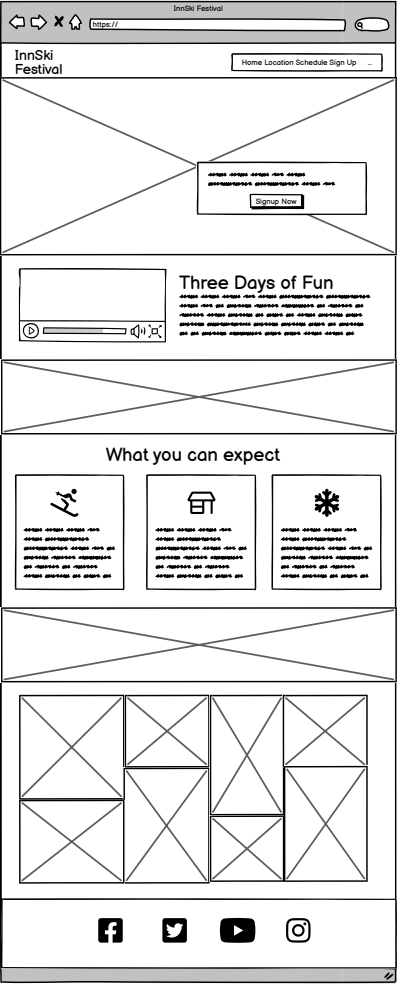 InnSki Festival
https://
InnSki
Festival
Home Location Schedule Sign Up ...
Signup Now
Three Days of Fun
What you can expect